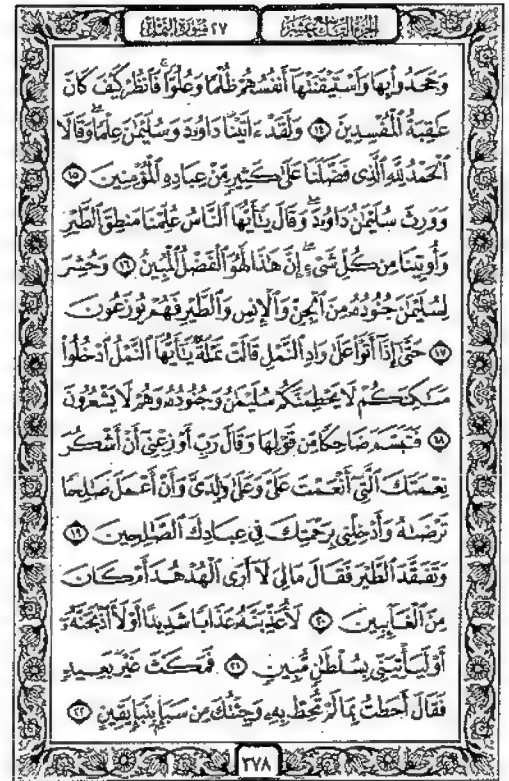 الجزء التاسع عشر ٢٧ سورة النمل
وَجَحَدُوا۟ بِهَا وَٱسْتَيْقَنَتْهَآ أَنفُسُهُمْ ظُلْمًا وَعُلُوًّا ۚ فَٱنظُرْ كَيْفَ كَانَ
عَٰقِبَةُ ٱلْمُفْسِدِينَ ١٤ وَلَقَدْ ءَاتَيْنَا دَاوُۥدَ وَسُلَيْمَٰنَ عِلْمًا ۖ وَقَالَا
ٱلْحَمْدُ لِلَّهِ ٱلَّذِى فَضَّلَنَا عَلَىٰ كَثِيرٍ مِّنْ عِبَادِهِ ٱلْمُؤْمِنِينَ ١٥
وَوَرِثَ سُلَيْمَٰنُ دَاوُۥدَ ۖ وَقَالَ يَٰٓأَيُّهَا ٱلنَّاسُ عُلِّمْنَا مَنطِقَ ٱلطَّيْرِ
وَأُوتِينَا مِن كُلِّ شَىْءٍ ۖ إِنَّ هَٰذَا لَهُوَ ٱلْفَضْلُ ٱلْمُبِينُ ١٦ وَحُشِرَ
لِسُلَيْمَٰنَ جُنُودُهُۥ مِنَ ٱلْجِنِّ وَٱلْإِنسِ وَٱلطَّيْرِ فَهُمْ يُوزَعُونَ
١٧ حَتَّىٰٓ إِذَآ أَتَوْا۟ عَلَىٰ وَادِ ٱلنَّمْلِ قَالَتْ نَمْلَةٌ يَٰٓأَيُّهَا ٱلنَّمْلُ ٱدْخُلُوا۟
مَسَٰكِنَكُمْ لَا يَحْطِمَنَّكُمْ سُلَيْمَٰنُ وَجُنُودُهُۥ وَهُمْ لَا يَشْعُرُونَ
١٨ فَتَبَسَّمَ ضَاحِكًا مِّن قَوْلِهَا وَقَالَ رَبِّ أَوْزِعْنِىٓ أَنْ أَشْكُرَ
نِعْمَتَكَ ٱلَّتِىٓ أَنْعَمْتَ عَلَىَّ وَعَلَىٰ وَٰلِدَىَّ وَأَنْ أَعْمَلَ صَٰلِحًا
تَرْضَىٰهُ وَأَدْخِلْنِى بِرَحْمَتِكَ فِى عِبَادِكَ ٱلصَّٰلِحِينَ ١٩
وَتَفَقَّدَ ٱلطَّيْرَ فَقَالَ مَالِىَ لَآ أَرَى ٱلْهُدْهُدَ أَمْ كَانَ
مِنَ ٱلْغَآئِبِينَ ٢٠ لَأُعَذِّبَنَّهُۥ عَذَابًا شَدِيدًا أَوْ لَأَا۟ذْبَحَنَّهُۥٓ
أَوْ لَيَأْتِيَنِّى بِسُلْطَٰنٍ مُّبِينٍ ٢١ فَمَكَثَ غَيْرَ بَعِيدٍ
فَقَالَ أَحَطتُ بِمَا لَمْ تُحِطْ بِهِۦ وَجِئْتُكَ مِن سَبَإٍۭ بِنَبَإٍ يَقِينٍ ٢٢
٣٧٨